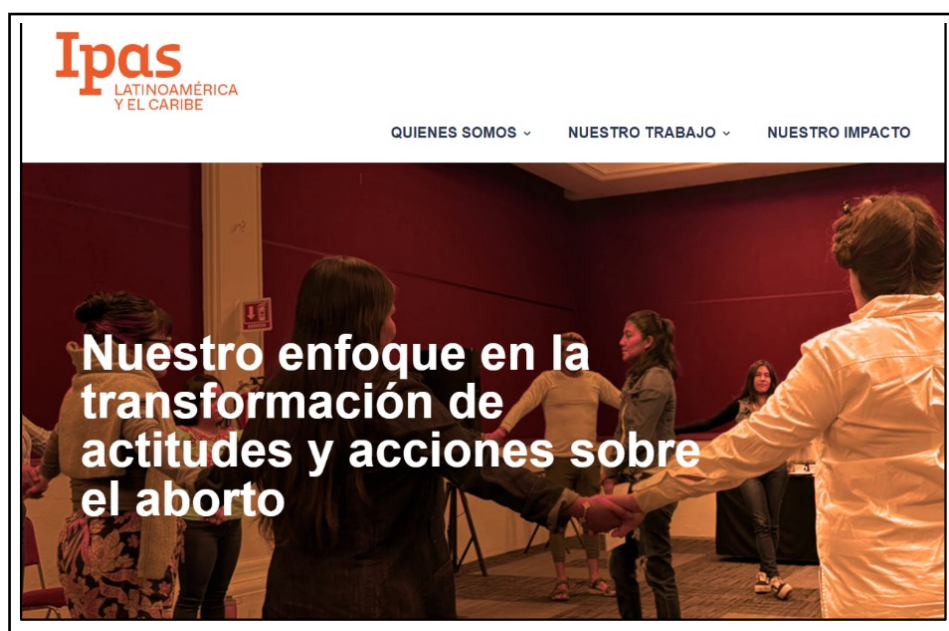 Ipas
LATINOAMÉRICA
Y EL CARIBE
QUIENES SOMOS
NUESTRO TRABAJO
NUESTRO IMPACTO
Nuestro enfoque en la
transformación de
actitudes y acciones sobre
el aborto